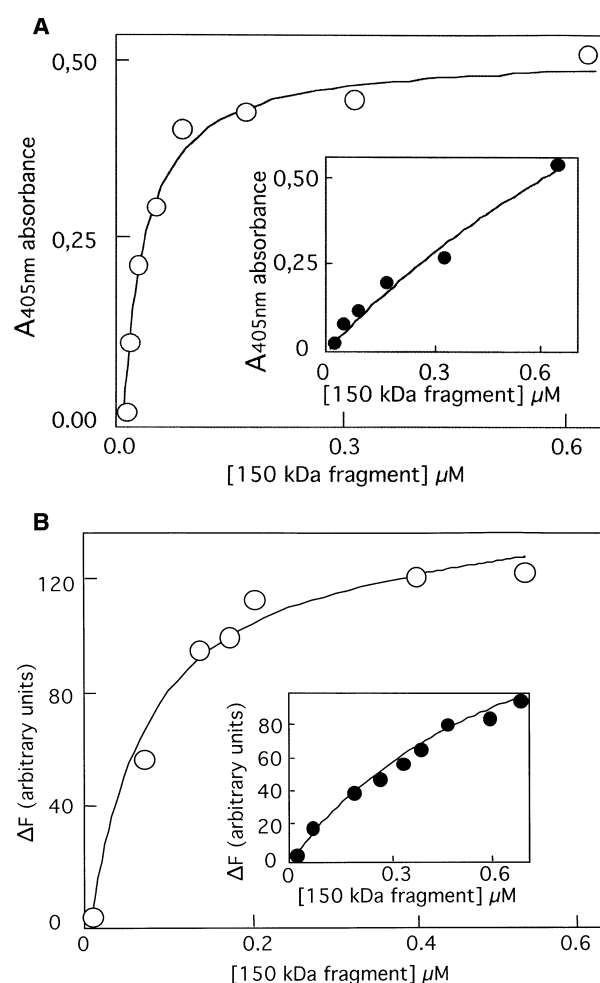 A
0,50
0,25
0.00
A405nm absorbance
0.0
0.3
0.6
[150 kDa fragment] µM
0,50
0,25
0
A405nm absorbance
0
0.3
0.6
[150 kDa fragment] µM
B
120
80
40
0
ΔF (arbitrary units)
0
0.2
0.4
0.6
[150 kDa fragment] µM
80
60
40
20
0
ΔF (arbitrary units)
0
0.3
0.6
[150 kDa fragment] µM